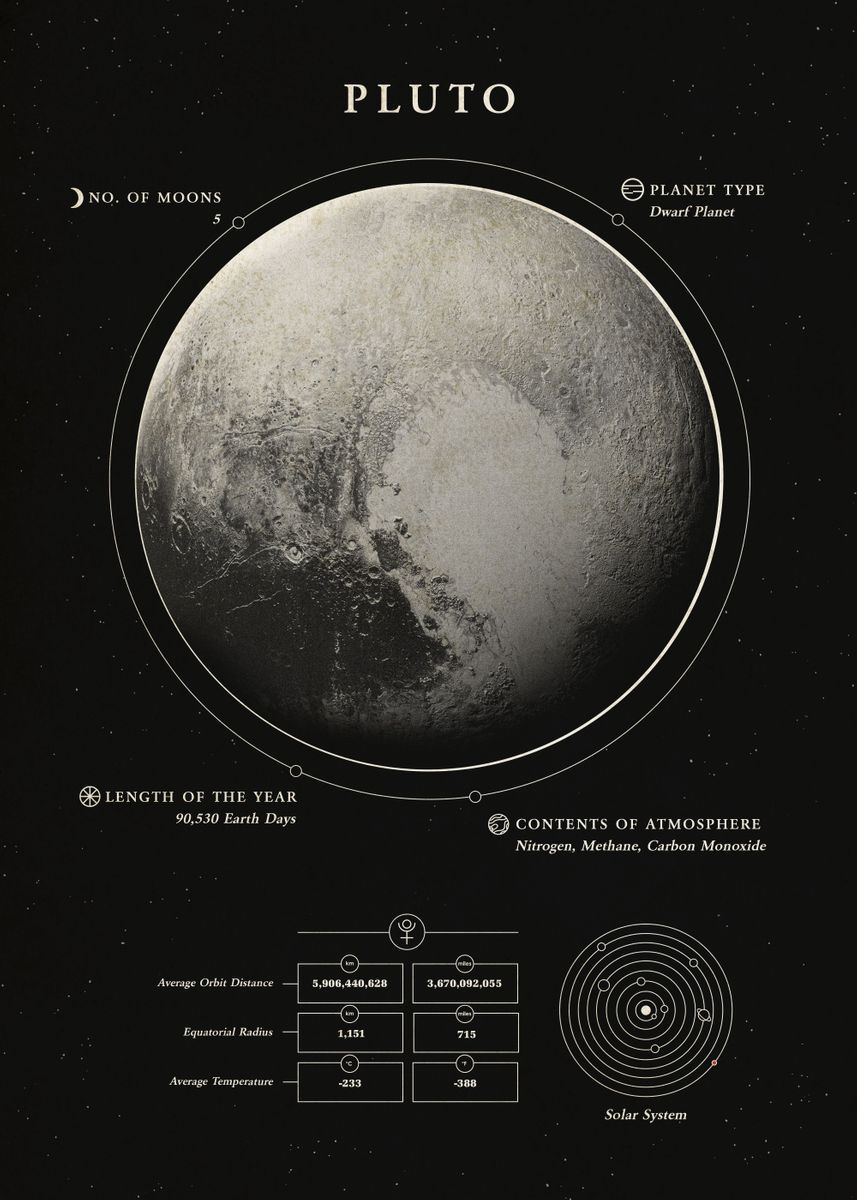 PLUTO
NO. OF MOONS
5
PLANET TYPE
Dwarf Planet
LENGTH OF THE YEAR
90,530 Earth Days
CONTENTS OF ATMOSPHERE
Nitrogen, Methane, Carbon Monoxide
km
miles
Average Orbit Distance
5,906,440,628
3,670,092,055
km
miles
Equatorial Radius
1,151
715
°C
°F
Average Temperature
-233
-388
Solar System